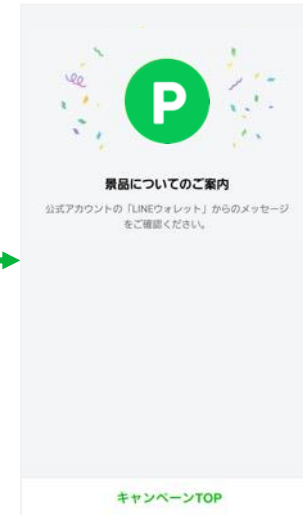 P
景品についてのご案内
公式アカウントの「LINEウォレット」からのメッセージ
をご確認ください。
キャンペーンTOP